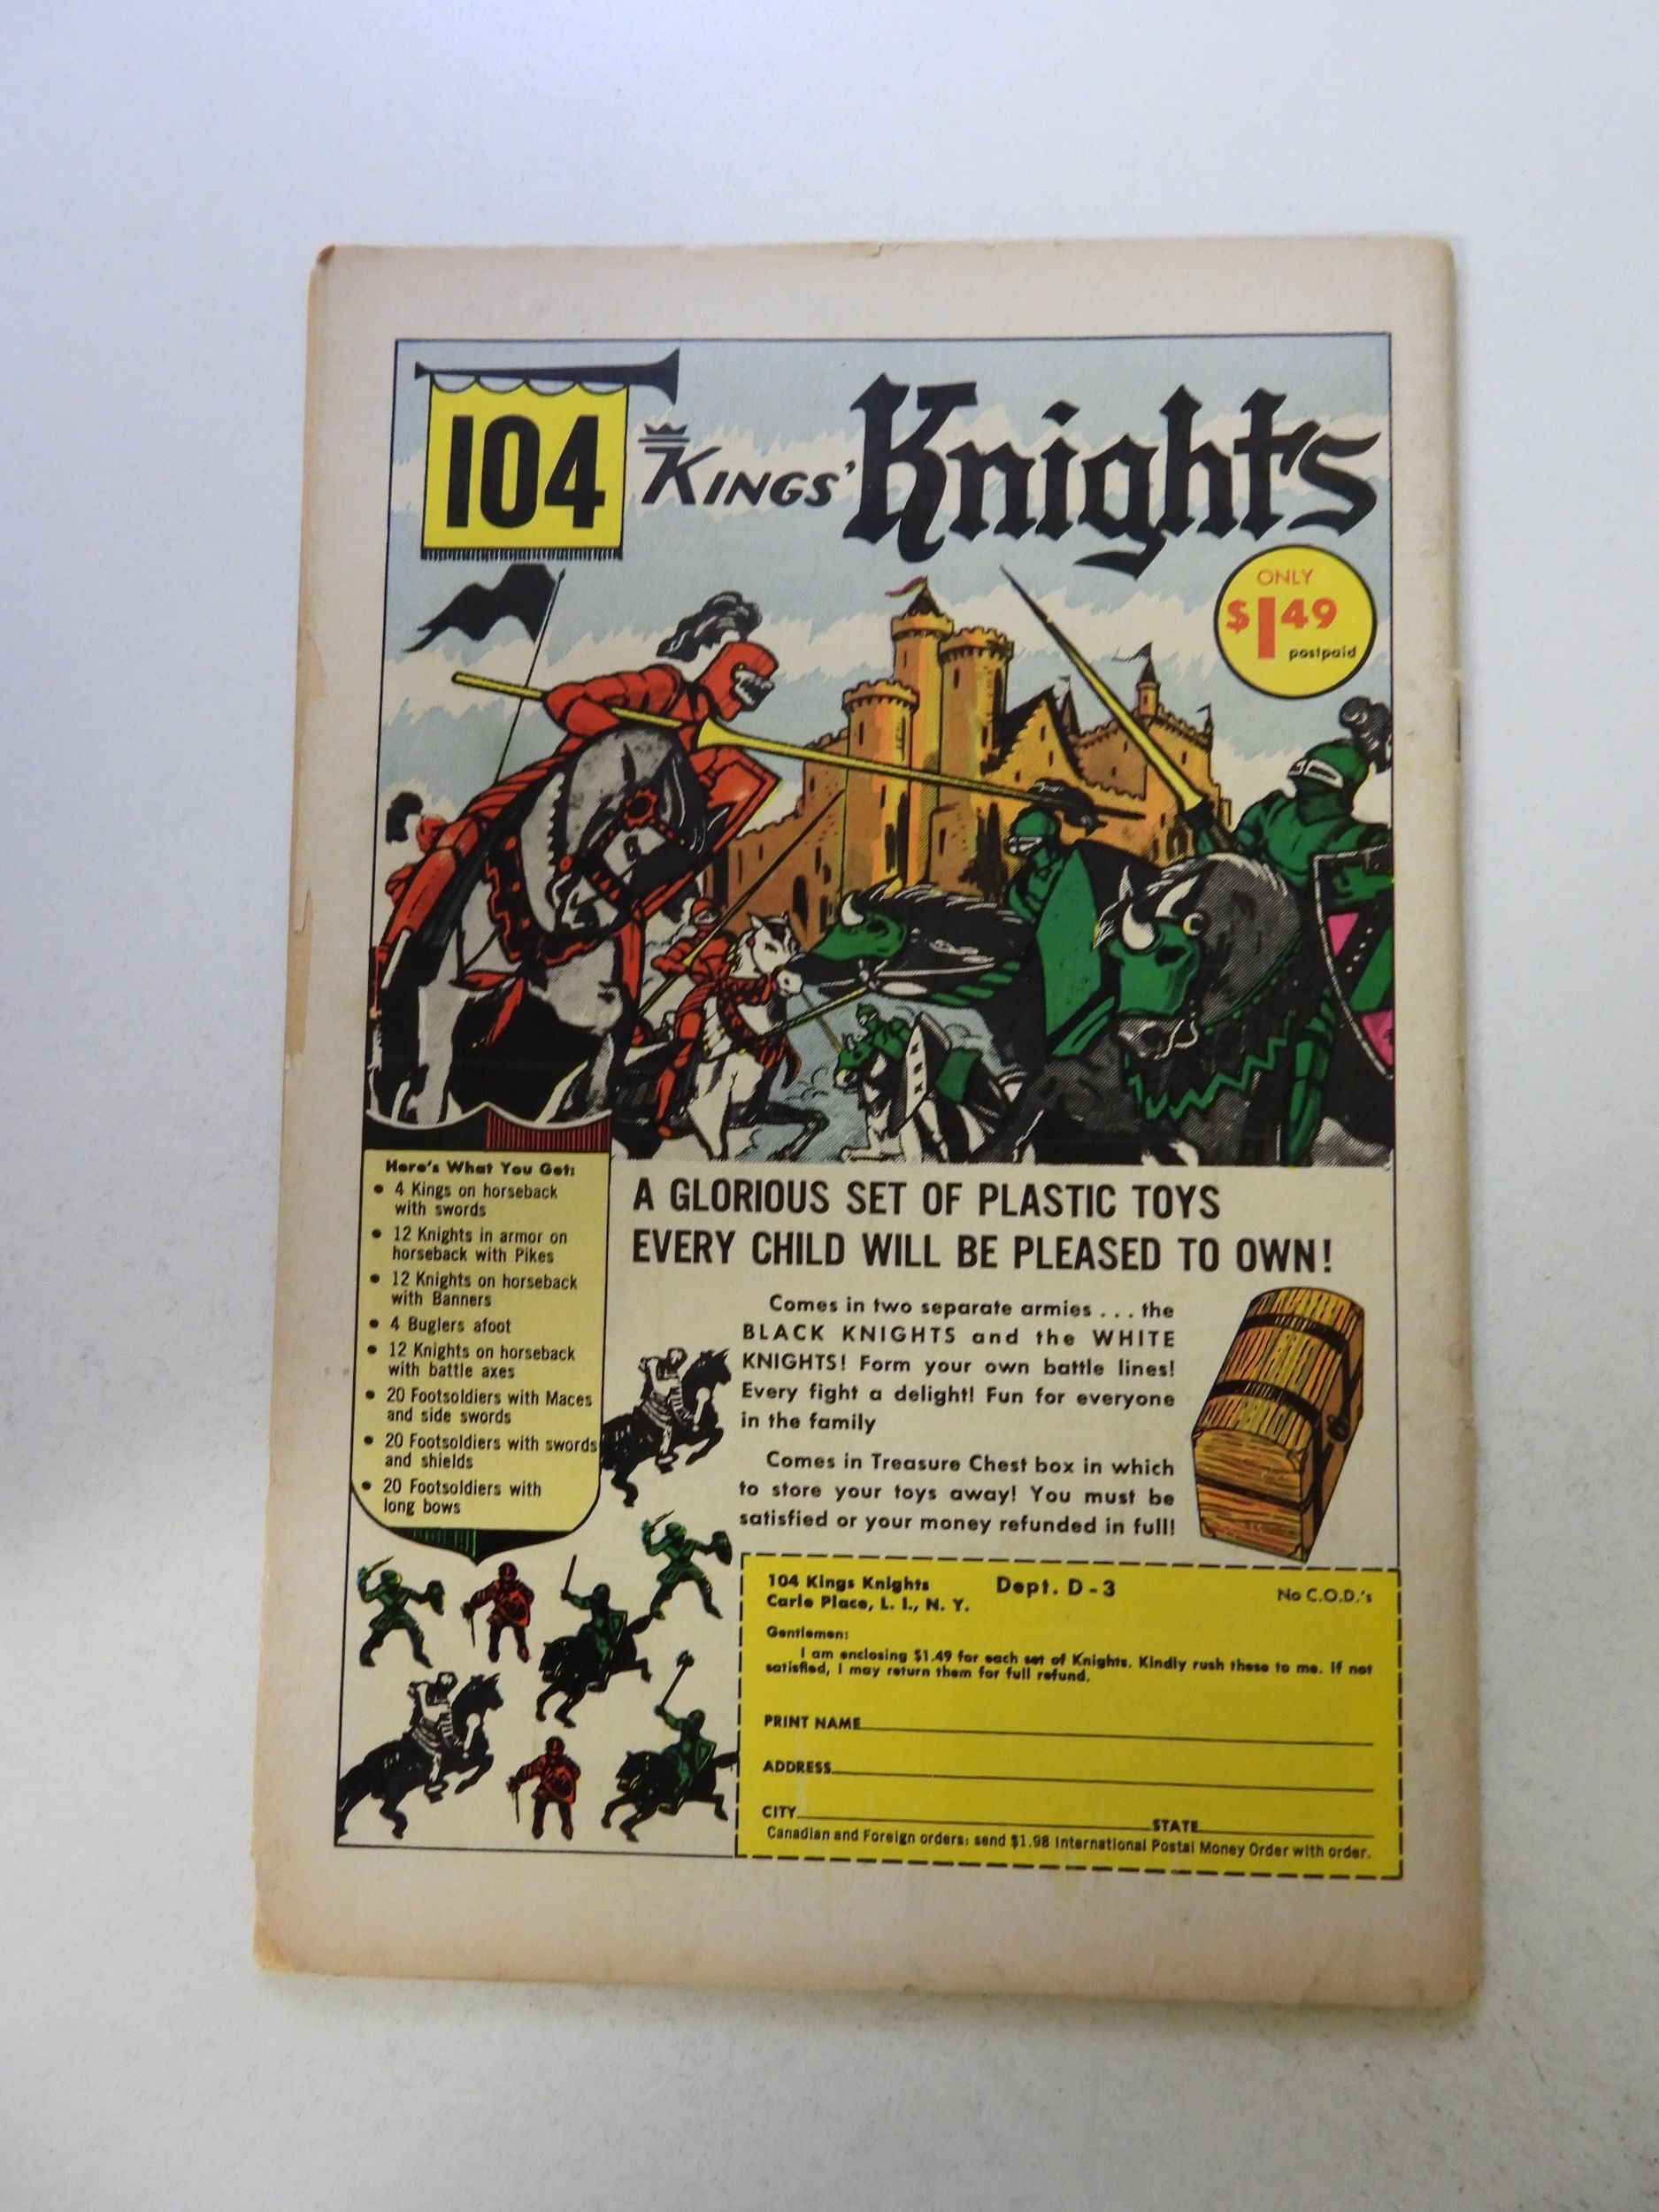 104
KINGS' Knights
ONLY
$1.49
postpaid
Here's What You Get:
• 4 Kings on horseback
with swords
• 12 Knights in armor on
horseback with Pikes
• 12 Knights on horseback
with Banners
• 4 Buglers afoot
• 12 Knights on horseback
with battle axes
• 20 Footsoldiers with Maces
and side swords
• 20 Footsoldiers with swords
and shields
• 20 Footsoldiers with
long bows
A GLORIOUS SET OF PLASTIC TOYS
EVERY CHILD WILL BE PLEASED TO OWN!
Comes in two separate armies . . . the
BLACK KNIGHTS and the WHITE
KNIGHTS! Form your own battle lines!
Every fight a delight! Fun for everyone
in the family
Comes in Treasure Chest box in which
to store your toys away! You must be
satisfied or your money refunded in full!
104 Kings Knights Dept. D-3 No C.O.D.'s
Carle Place, L. I., N. Y.
Gentlemen:
I am enclosing $1.49 for each set of Knights. Kindly rush these to me. If not
satisfied, I may return them for full refund.
PRINT NAME
ADDRESS
CITY STATE
Canadian and Foreign orders: send $1.98 International Postal Money Order with order.